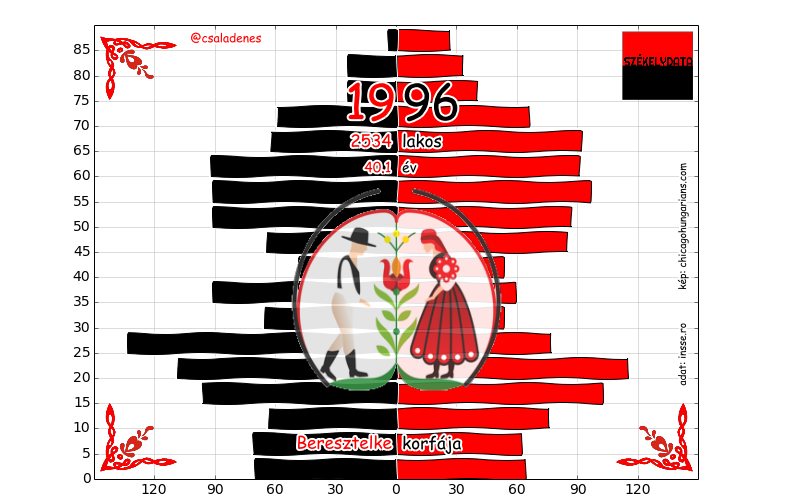 @csaladenes
SZÉKELYDATA
1996
2534 lakos
40.1 év
kép: chicagohungarians.com
adat: insse.ro
Beresztelke korfája
85
80
75
70
65
60
55
50
45
40
35
30
25
20
15
10
5
0
120 90 60 30 0 30 60 90 120